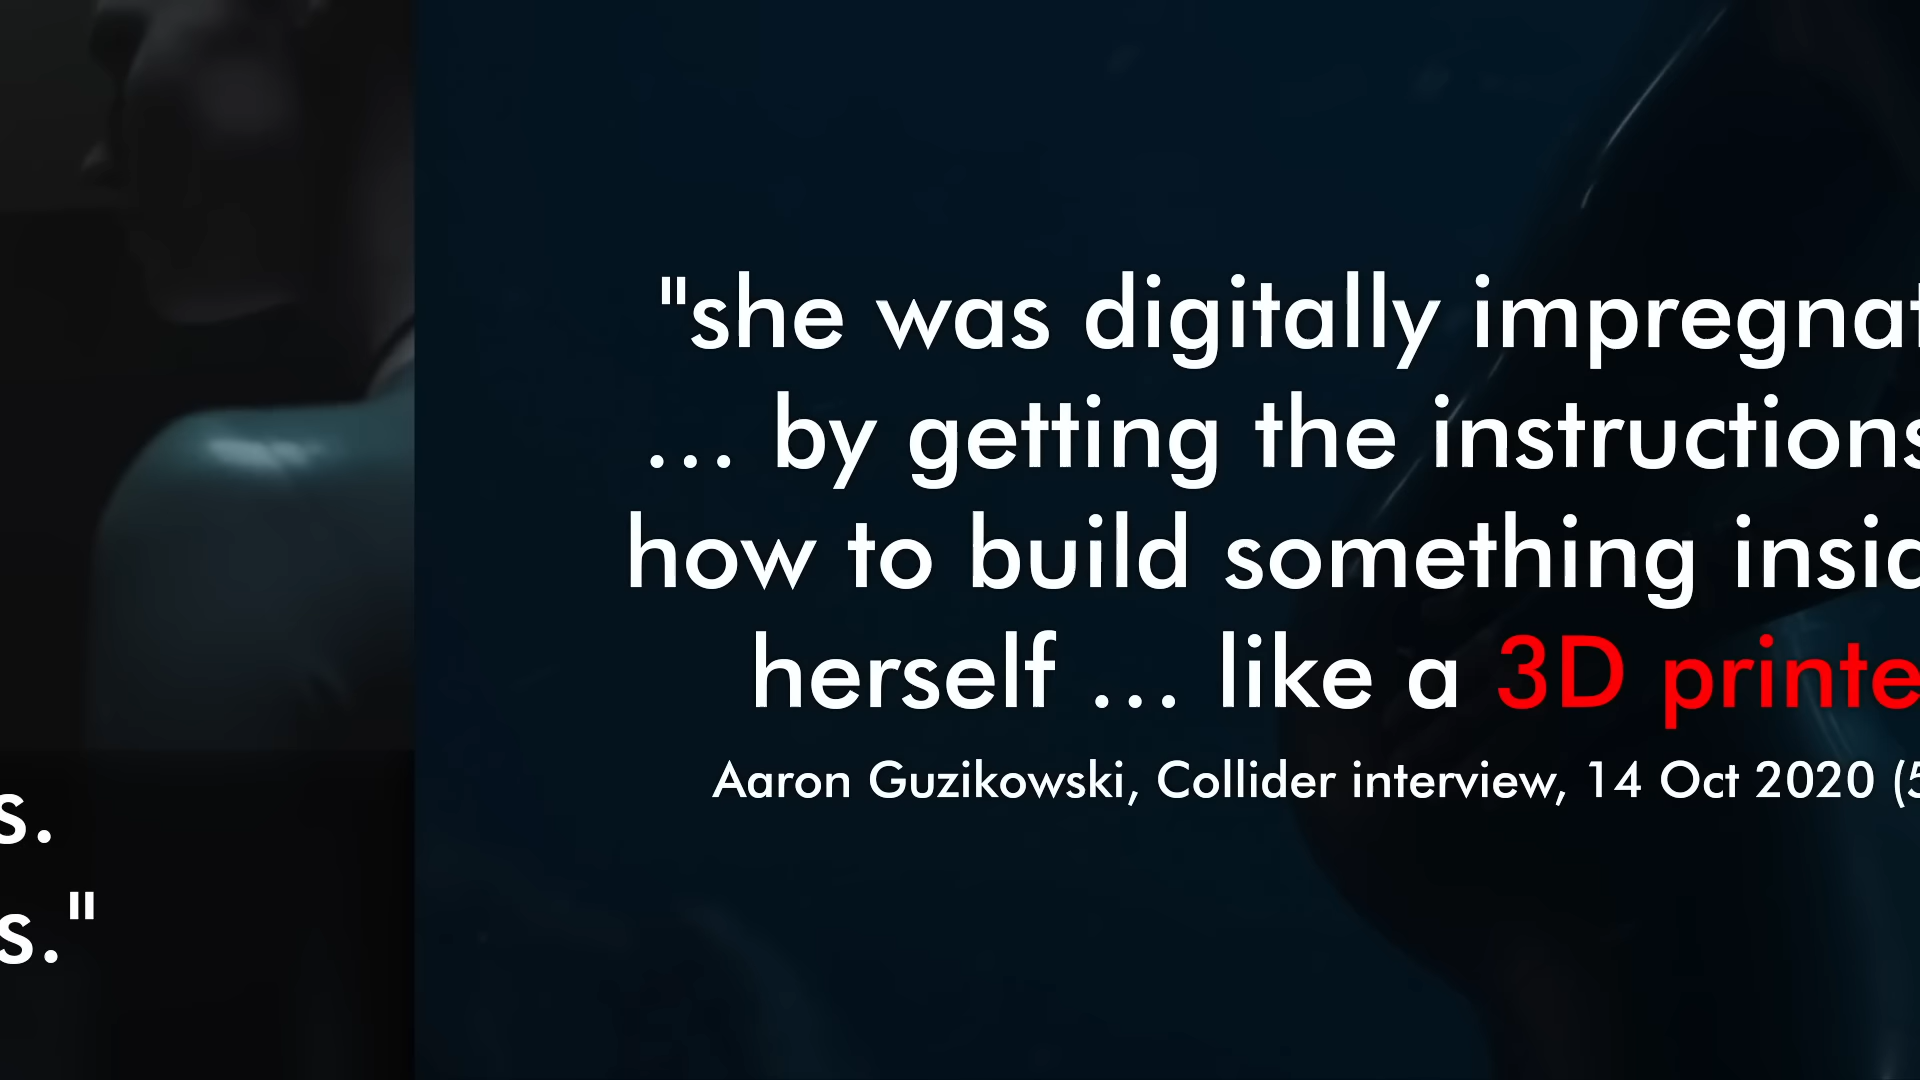 "she was digitally impregnat
… by getting the instructions
how to build something insid
herself … like a 3D printe
Aaron Guzikowski, Collider interview, 14 Oct 2020 (5
s.
s."